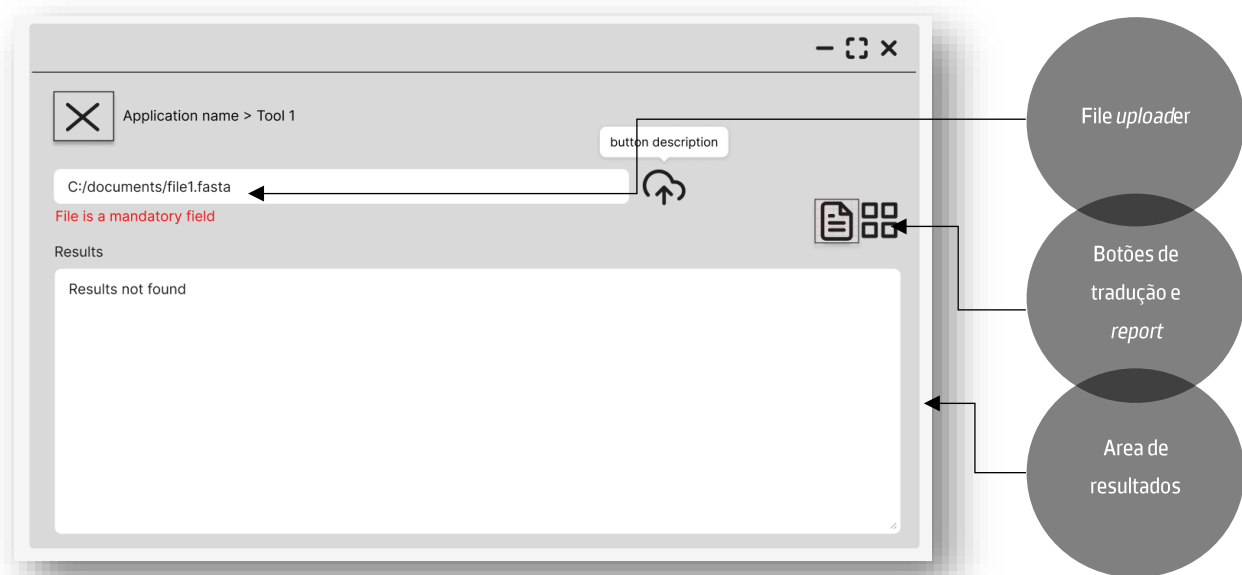 Application name > Tool 1
button description
C:/documents/file1.fasta
File is a mandatory field
Results
Results not found
File uploader
Botões de
tradução e
report
Area de
resultados